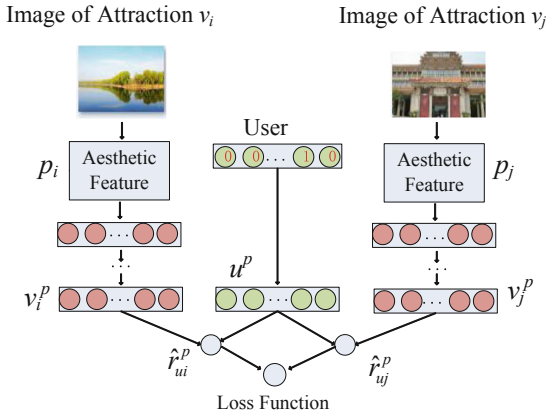 Image of Attraction v_i
Image of Attraction v_j
User
0 0 ... 1 0
p_i
Aesthetic
Feature
Aesthetic
Feature
p_j
...
...
...
...
u^p
v_i^p
...
...
...
v_j^p
r̂_ui^p
r̂_uj^p
Loss Function